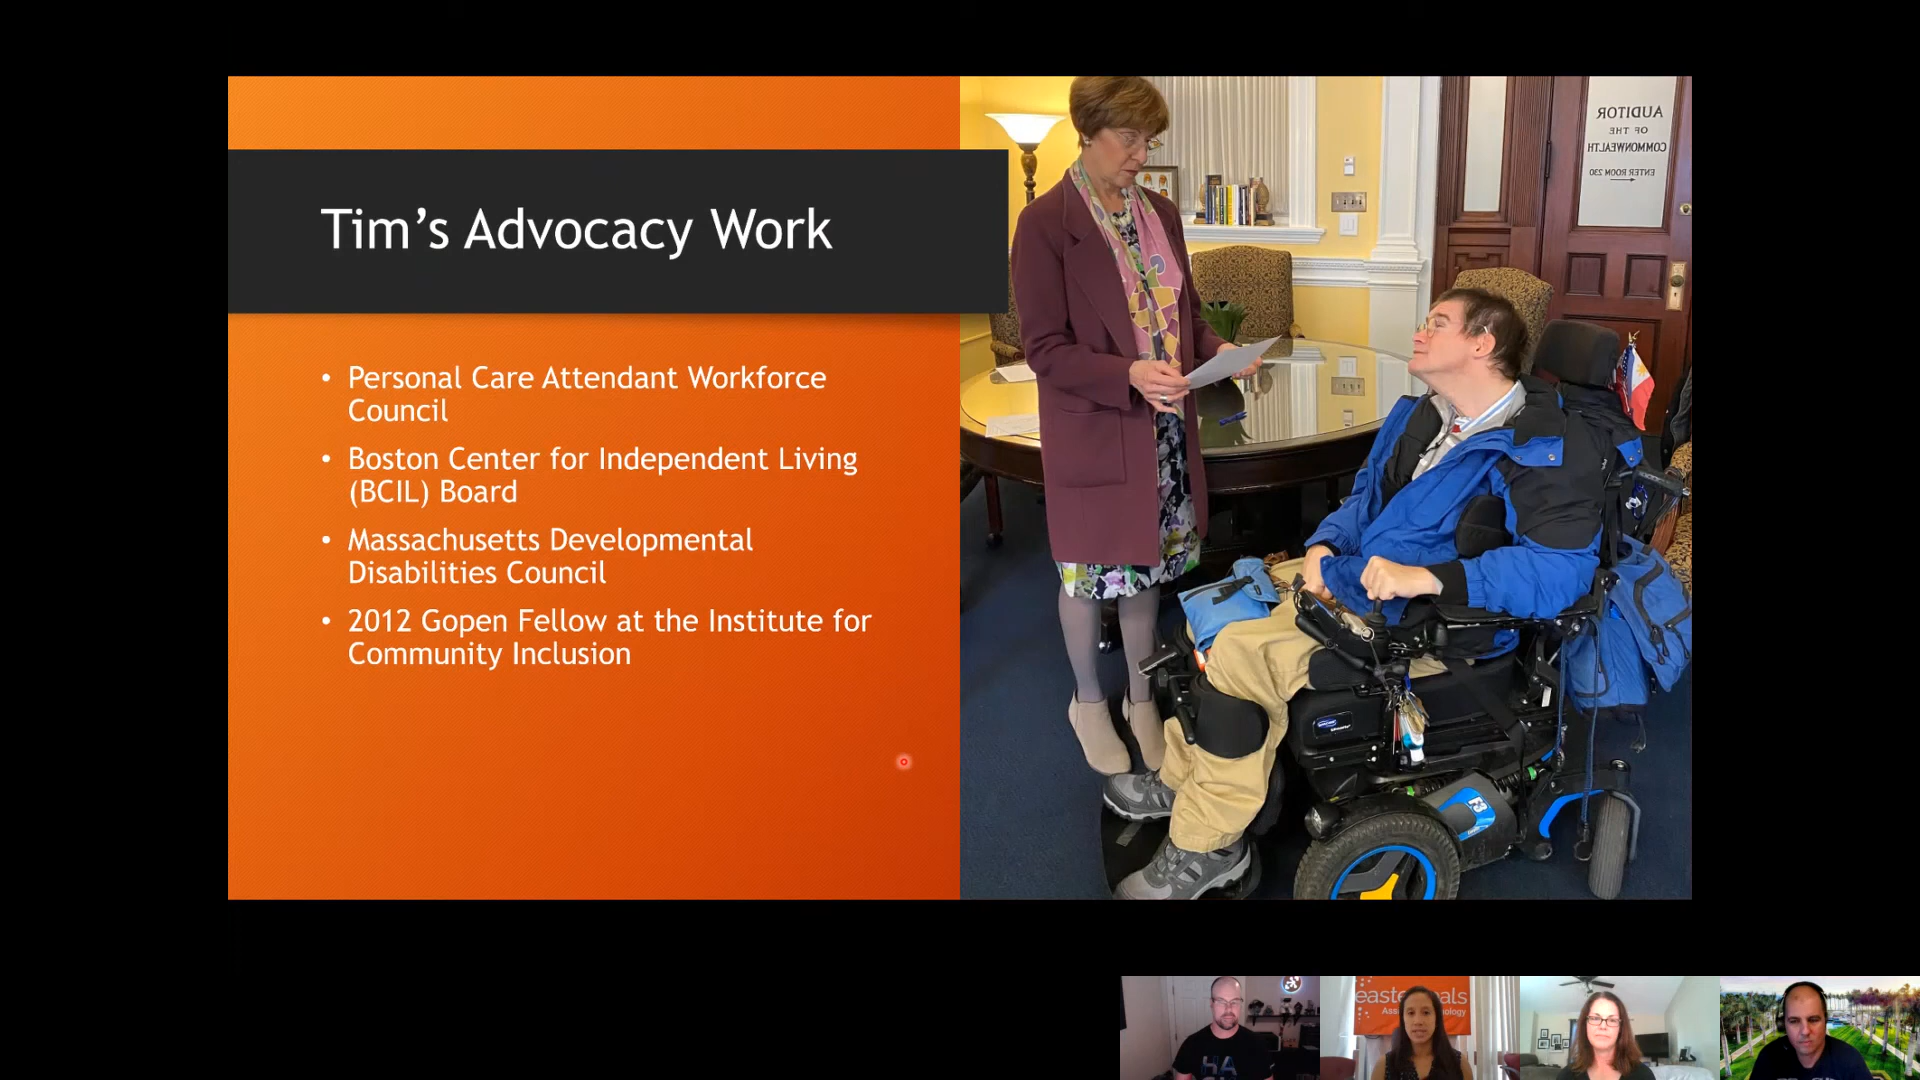 Tim's Advocacy Work
• Personal Care Attendant Workforce
Council
• Boston Center for Independent Living
(BCIL) Board
• Massachusetts Developmental
Disabilities Council
• 2012 Gopen Fellow at the Institute for
Community Inclusion
AUDITOR
OF THE
COMMONWEALTH
ENTER ROOM 230
HA